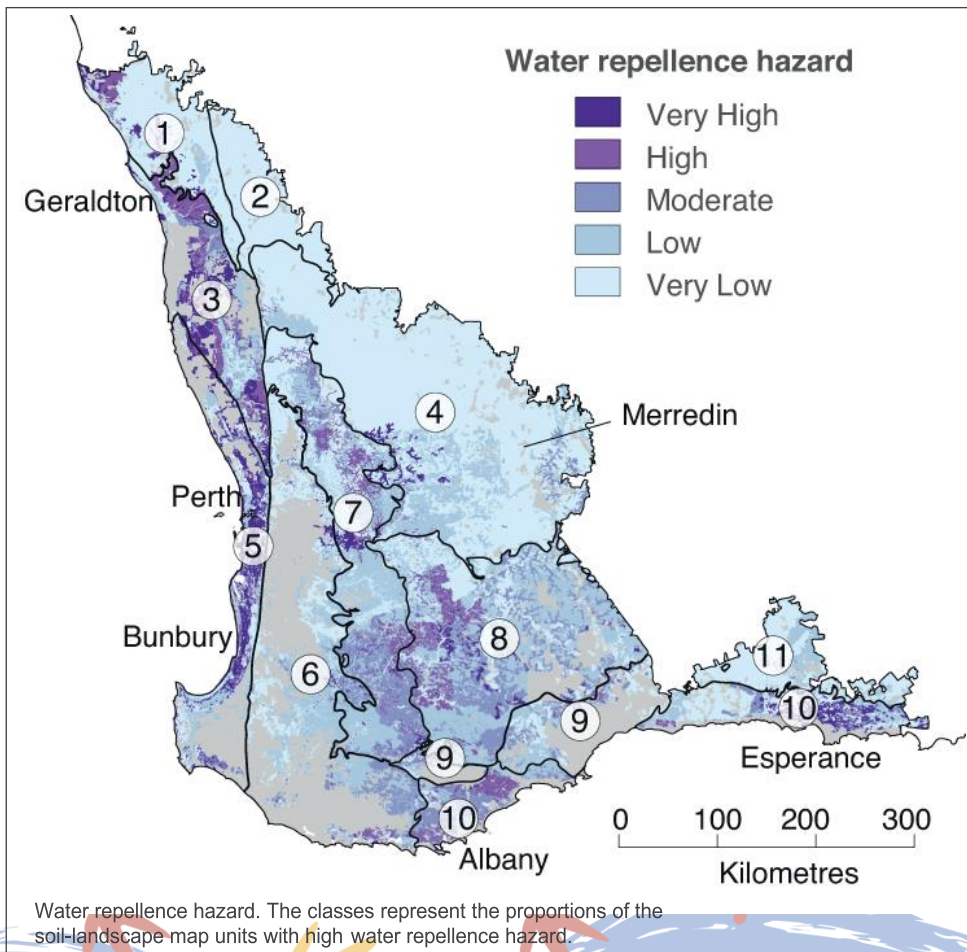 Water repellence hazard
Very High
High
Moderate
Low
Very Low
1
2
Geraldton
3
4
Merredin
Perth
7
5
Bunbury
8
6
11
9
10
9
Esperance
10
Albany
0 100 200 300
Kilometres
Water repellence hazard. The classes represent the proportions of the
soil-landscape map units with high water repellence hazard.